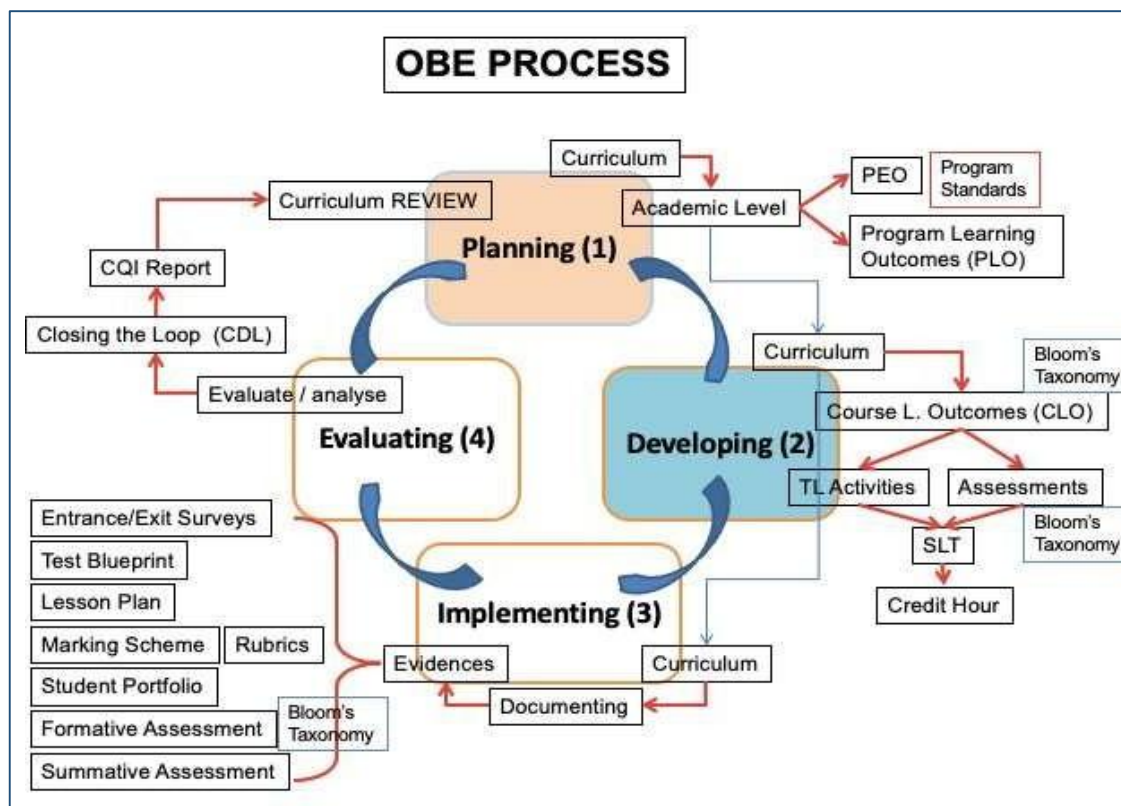 OBE PROCESS
Curriculum
PEO
Program
Standards
Curriculum REVIEW
Academic Level
Program Learning
Outcomes (PLO)
Planning (1)
CQI Report
Closing the Loop (CDL)
Curriculum
Bloom's
Taxonomy
Evaluate / analyse
Course L. Outcomes (CLO)
Evaluating (4)
Developing (2)
TL Activities
Assessments
Bloom's
Taxonomy
SLT
Credit Hour
Entrance/Exit Surveys
Test Blueprint
Lesson Plan
Implementing (3)
Marking Scheme
Rubrics
Evidences
Curriculum
Student Portfolio
Documenting
Formative Assessment
Bloom's
Taxonomy
Summative Assessment